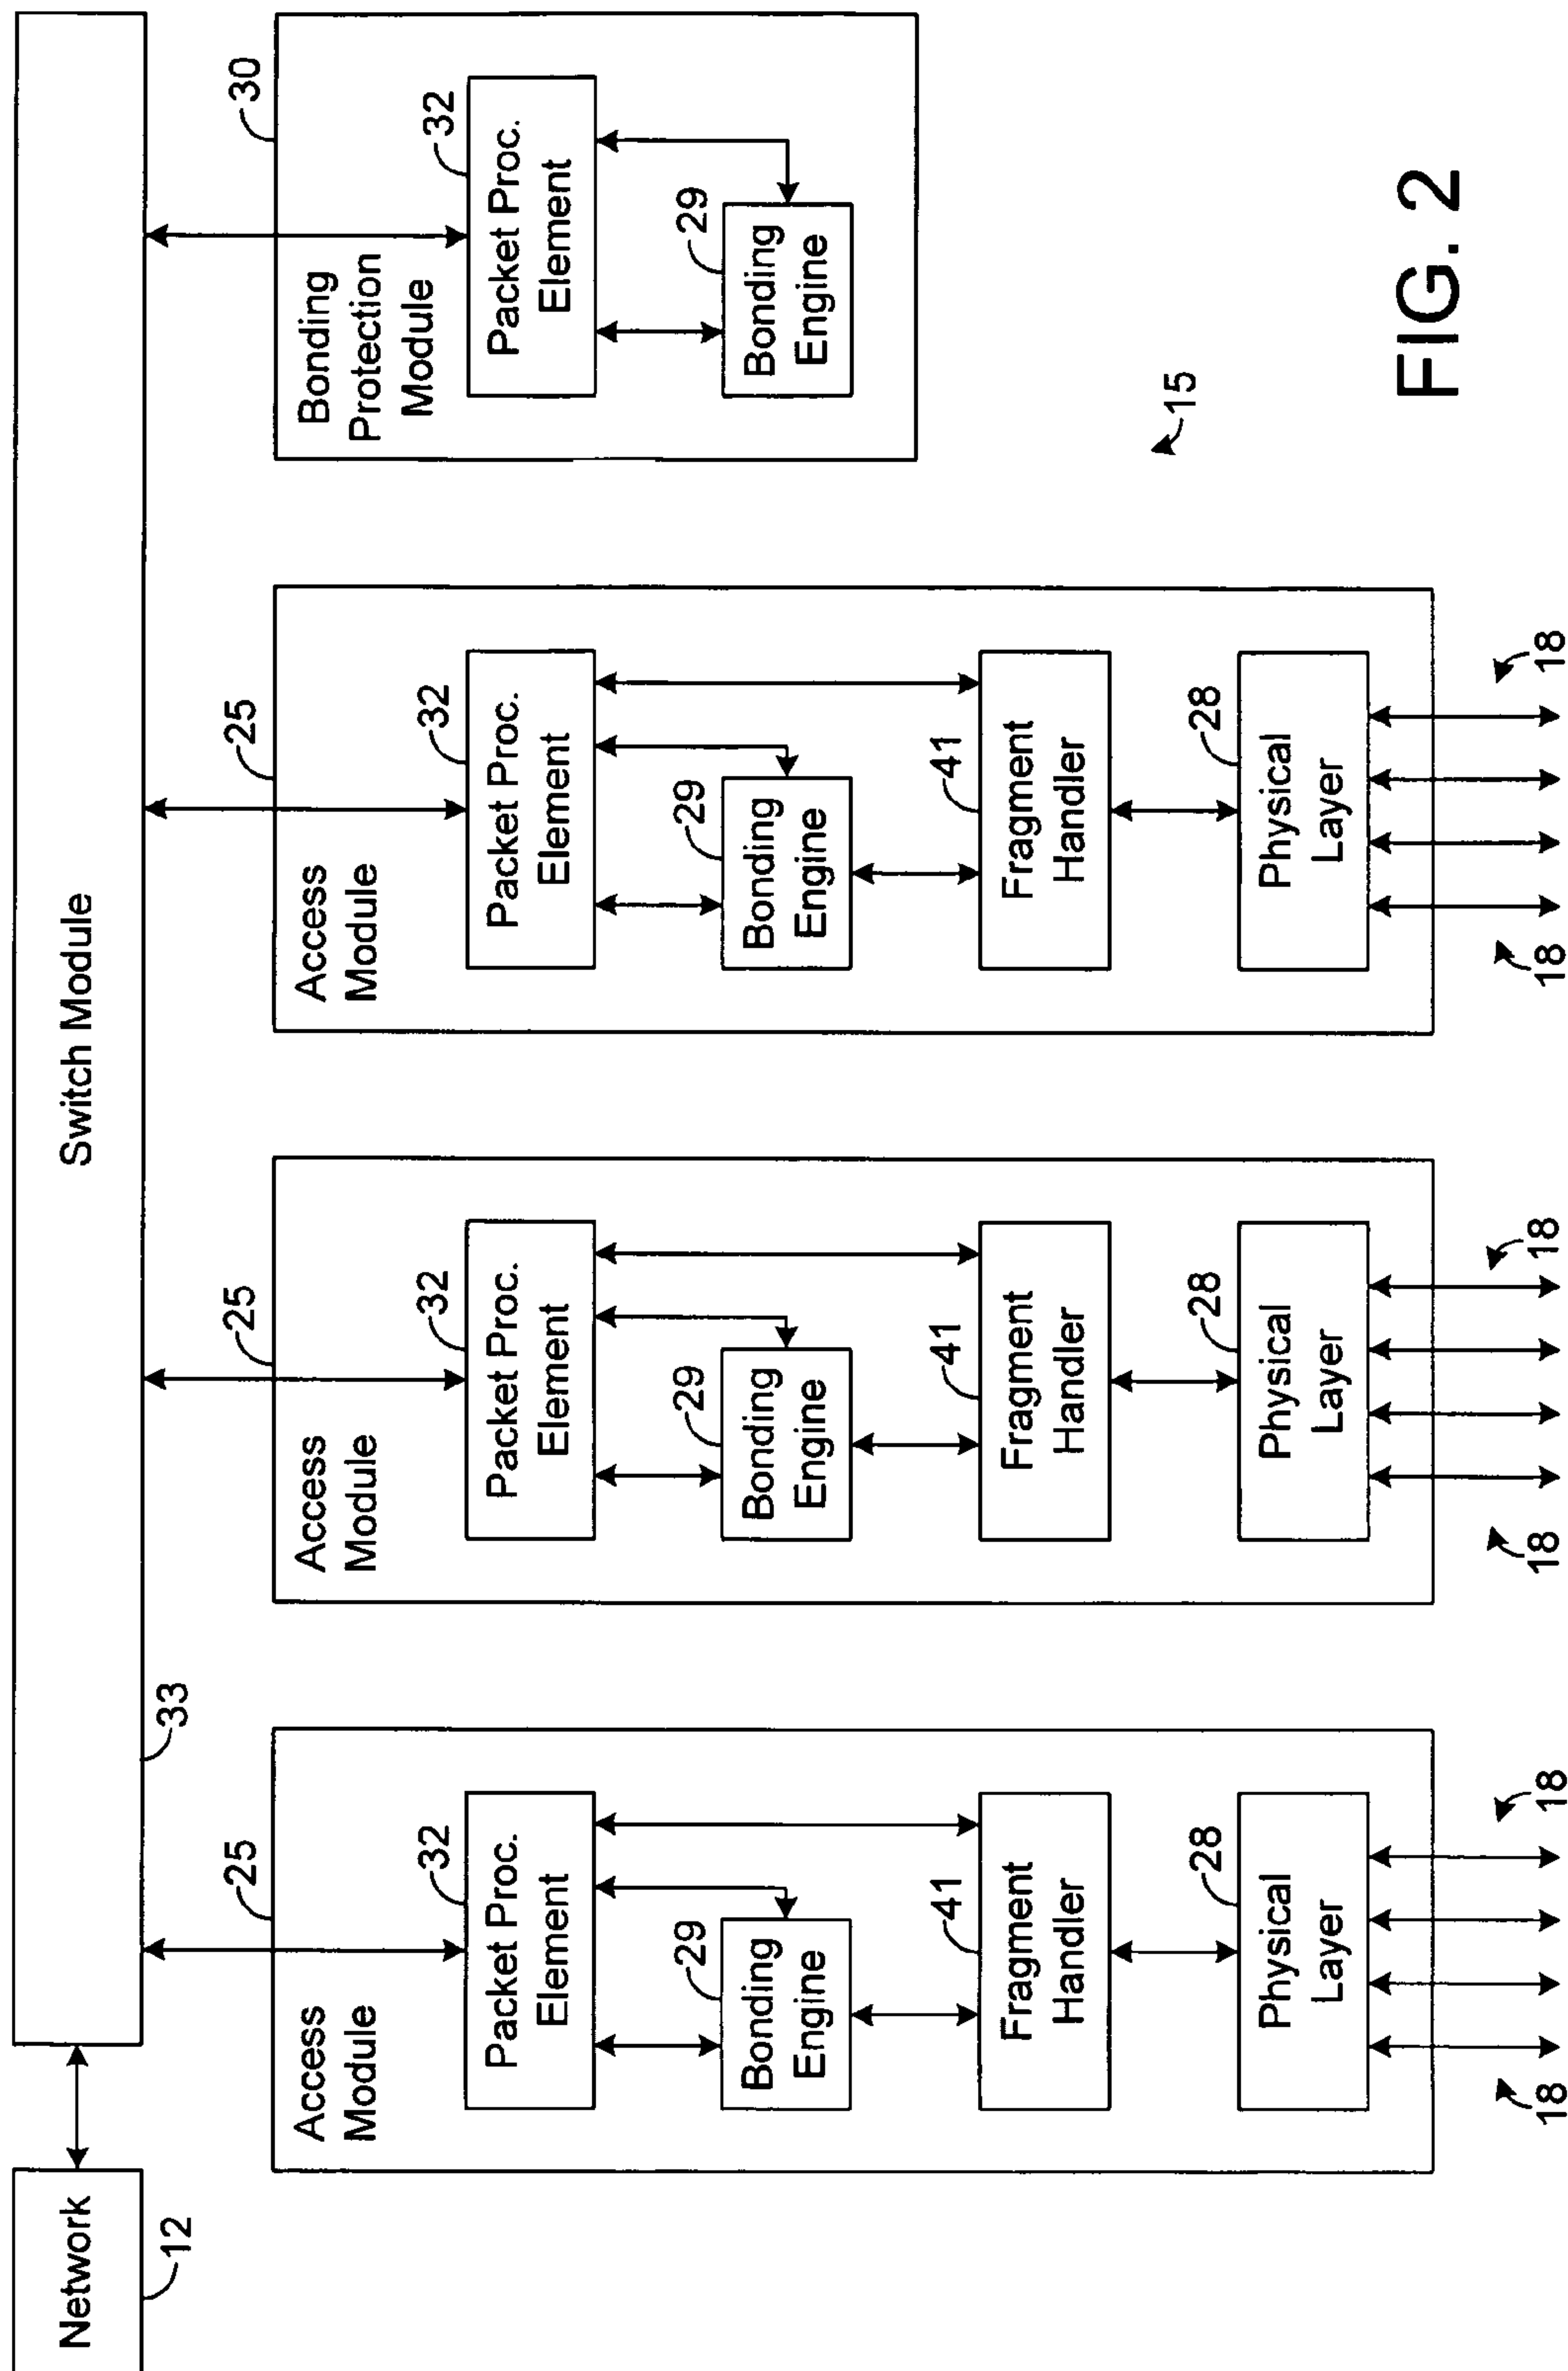 Network
12
Switch Module
33
Access
Module
25
Packet Proc.
Element
32
Bonding
Engine
29
Fragment
Handler
41
Physical
Layer
28
18
18
Access
Module
25
Packet Proc.
Element
32
Bonding
Engine
29
Fragment
Handler
41
Physical
Layer
28
18
18
Access
Module
25
Packet Proc.
Element
32
Bonding
Engine
29
Fragment
Handler
41
Physical
Layer
28
18
18
Bonding
Protection
Module
30
Packet Proc.
Element
32
Bonding
Engine
29
15
FIG. 2